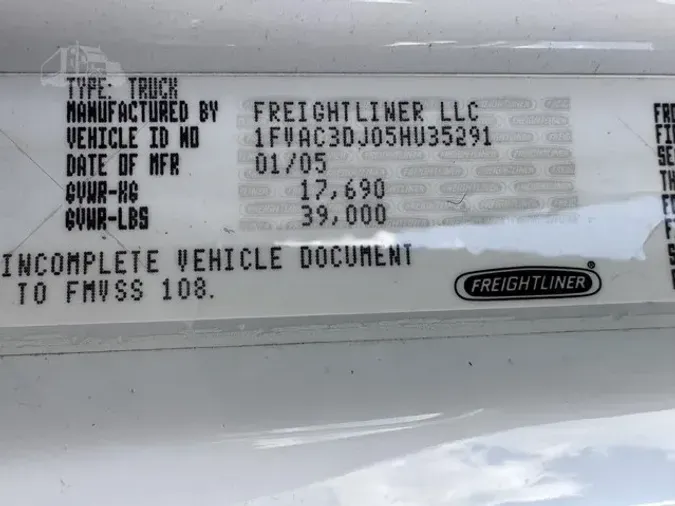 TYPE: TRUCK
MANUFACTURED BY FREIGHTLINER LLC
VEHICLE ID NO 1FVAC3DJ05HU35291
DATE OF MFR 01/05
GVWR-KG 17,690
GVWR-LBS 39,000
INCOMPLETE VEHICLE DOCUMENT
TO FMVSS 108.
FREIGHTLINER®